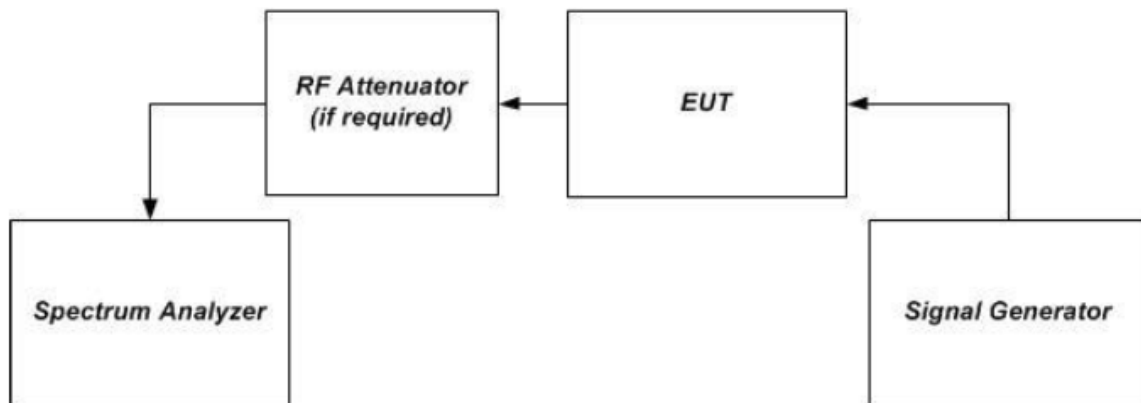 RF Attenuator
(if required)
EUT
Spectrum Analyzer
Signal Generator